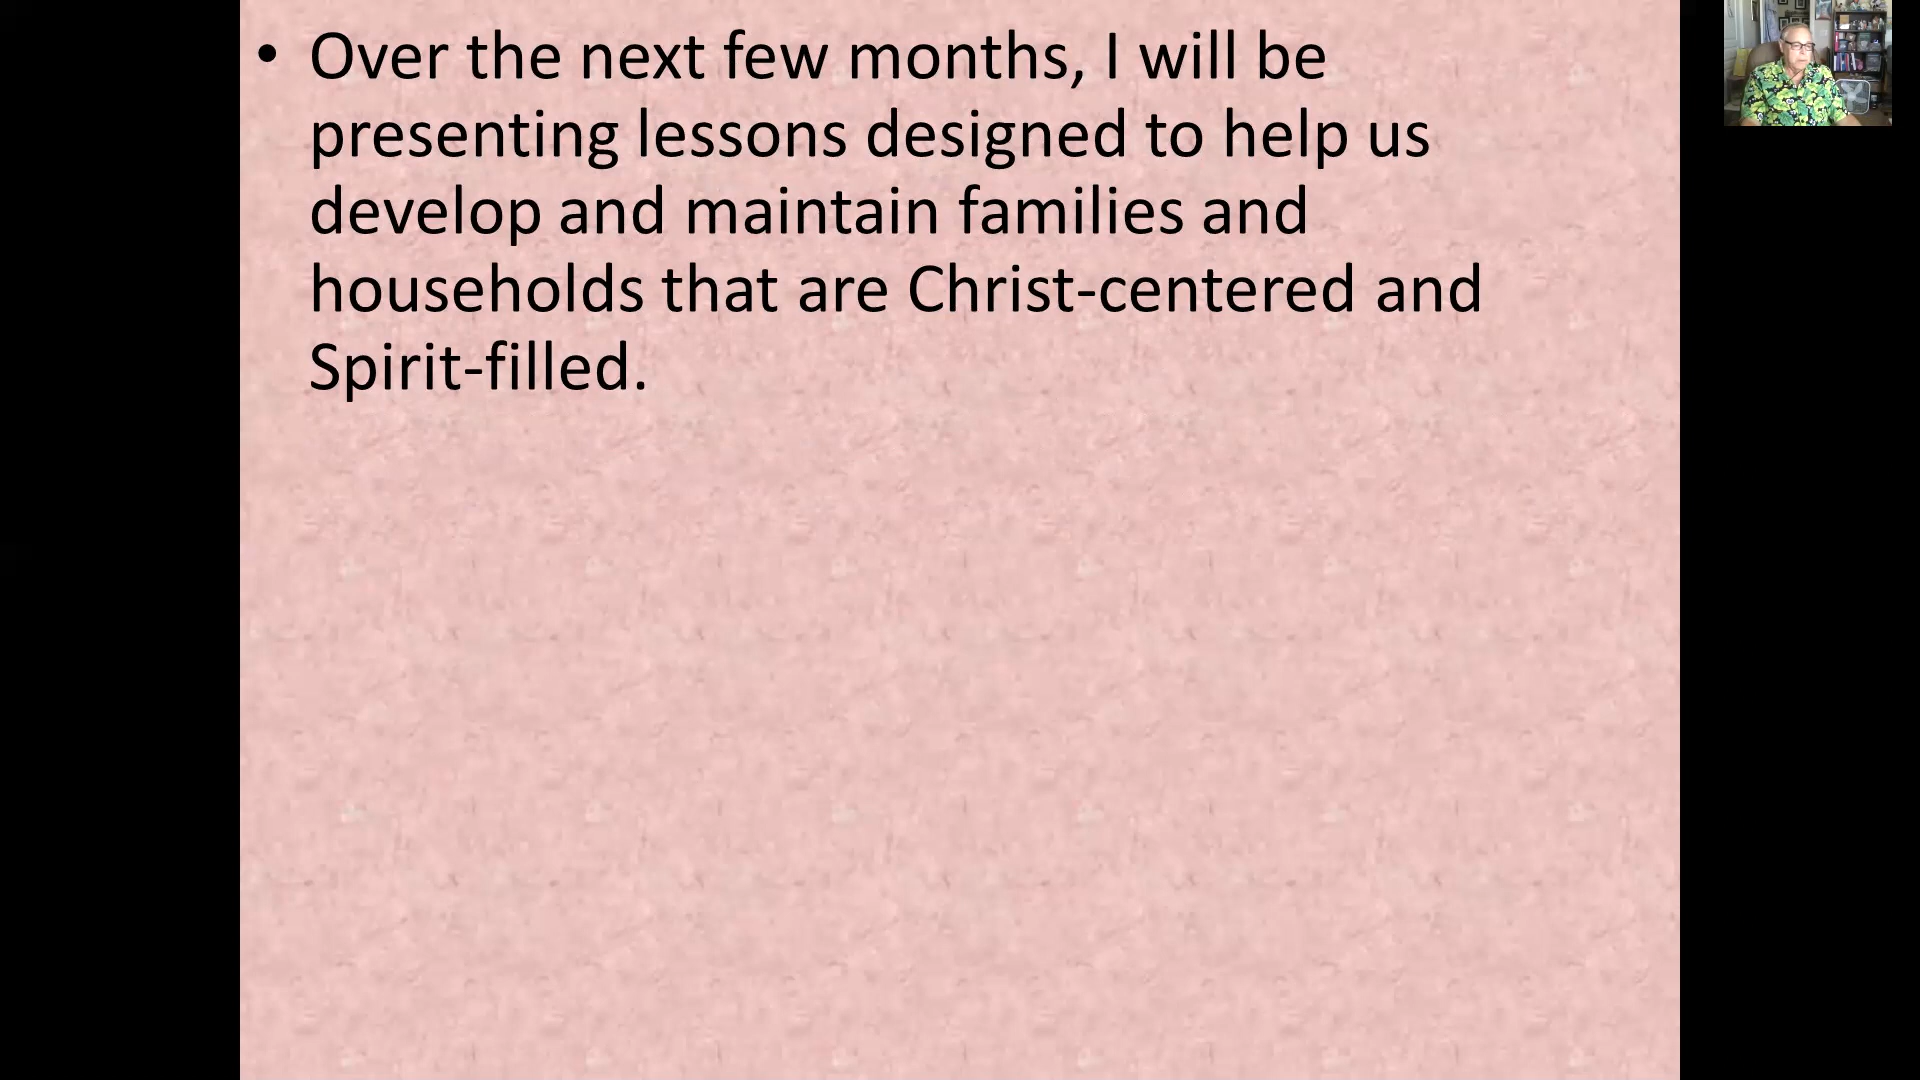 • Over the next few months, I will be
presenting lessons designed to help us
develop and maintain families and
households that are Christ-centered and
Spirit-filled.